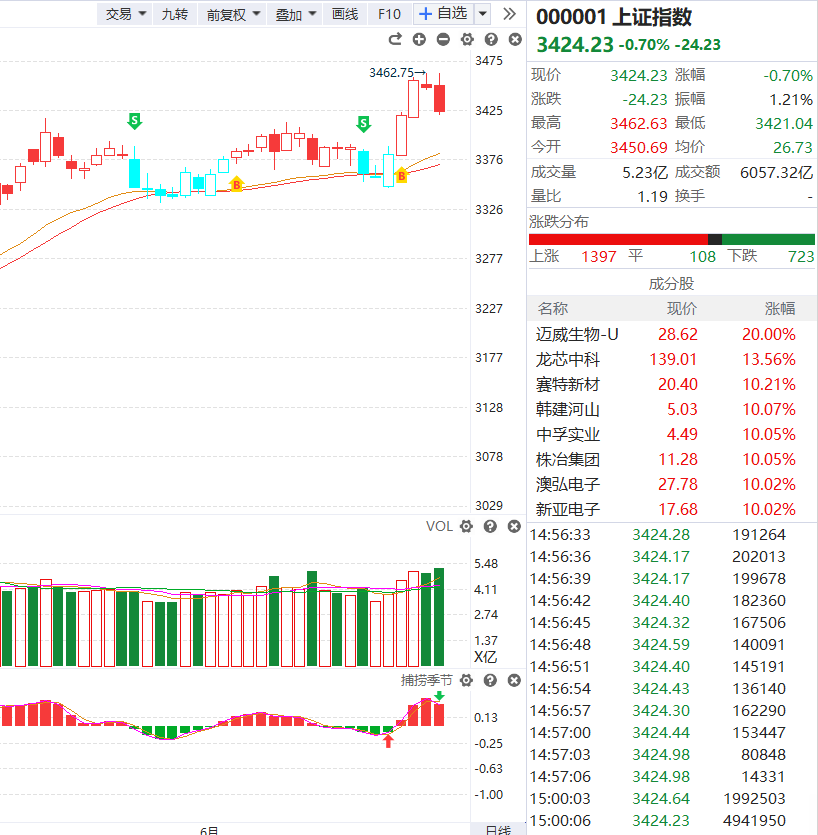 交易 九转 前复权 叠加 画线 F10 + 自选
3462.75→
3475
3425
3376
3326
3277
3227
3177
3128
3078
3029
S
S
B
B
VOL
5.48
4.11
2.74
1.37
X亿
捕捞季节
0.13
-0.25
-0.63
-1.00
6月
日线
000001 上证指数
3424.23 -0.70% -24.23
现价 3424.23 涨幅 -0.70%
涨跌 -24.23 振幅 1.21%
最高 3462.63 最低 3421.04
今开 3450.69 均价 26.73
成交量 5.23亿 成交额 6057.32亿
量比 1.19 换手 -
涨跌分布
上涨 1397 平 108 下跌 723
成分股
名称 现价 涨幅
迈威生物-U 28.62 20.00%
龙芯中科 139.01 13.56%
赛特新材 20.40 10.21%
韩建河山 5.03 10.07%
中孚实业 4.49 10.05%
株冶集团 11.28 10.05%
澳弘电子 27.78 10.02%
新亚电子 17.68 10.02%
14:56:33 3424.28 191264
14:56:36 3424.17 202013
14:56:39 3424.17 199678
14:56:42 3424.40 182360
14:56:45 3424.32 167506
14:56:48 3424.59 140091
14:56:51 3424.40 145191
14:56:54 3424.43 136140
14:56:57 3424.30 162290
14:57:00 3424.44 153447
14:57:03 3424.98 80848
14:57:06 3424.98 14331
15:00:03 3424.64 1992503
15:00:06 3424.23 4941950